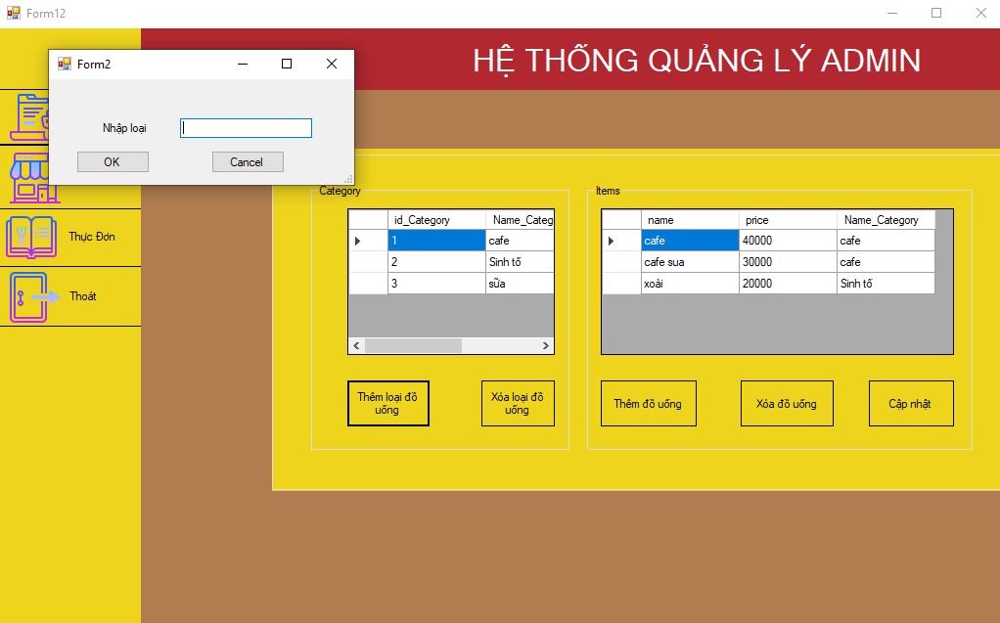 Form12
HỆ THỐNG QUẢNG LÝ ADMIN
Form2
Nhập loại
OK Cancel
Thực Đơn
Thoát
Category
id_Category Name_Categ
1 cafe
2 Sinh tố
3 sữa
Thêm loại đồ
uống
Xóa loại đồ
uống
Items
name price Name_Category
cafe 40000 cafe
cafe sua 30000 cafe
xoài 20000 Sinh tố
Thêm đồ uống Xóa đồ uống Cập nhật